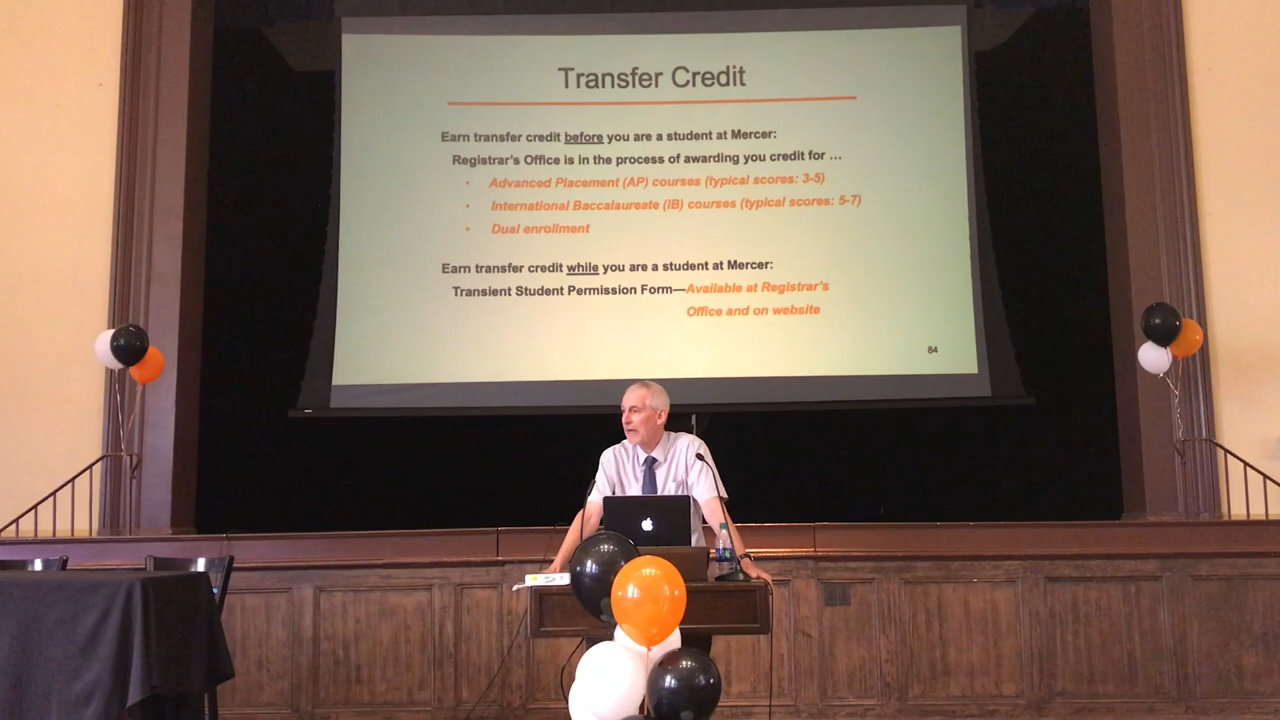 Transfer Credit
Earn transfer credit before you are a student at Mercer:
Registrar's Office is in the process of awarding you credit for ...
• Advanced Placement (AP) courses (typical scores: 3-5)
• International Baccalaureate (IB) courses (typical scores: 5-7)
• Dual enrollment
Earn transfer credit while you are a student at Mercer:
Transient Student Permission Form—Available at Registrar's
Office and on website
84